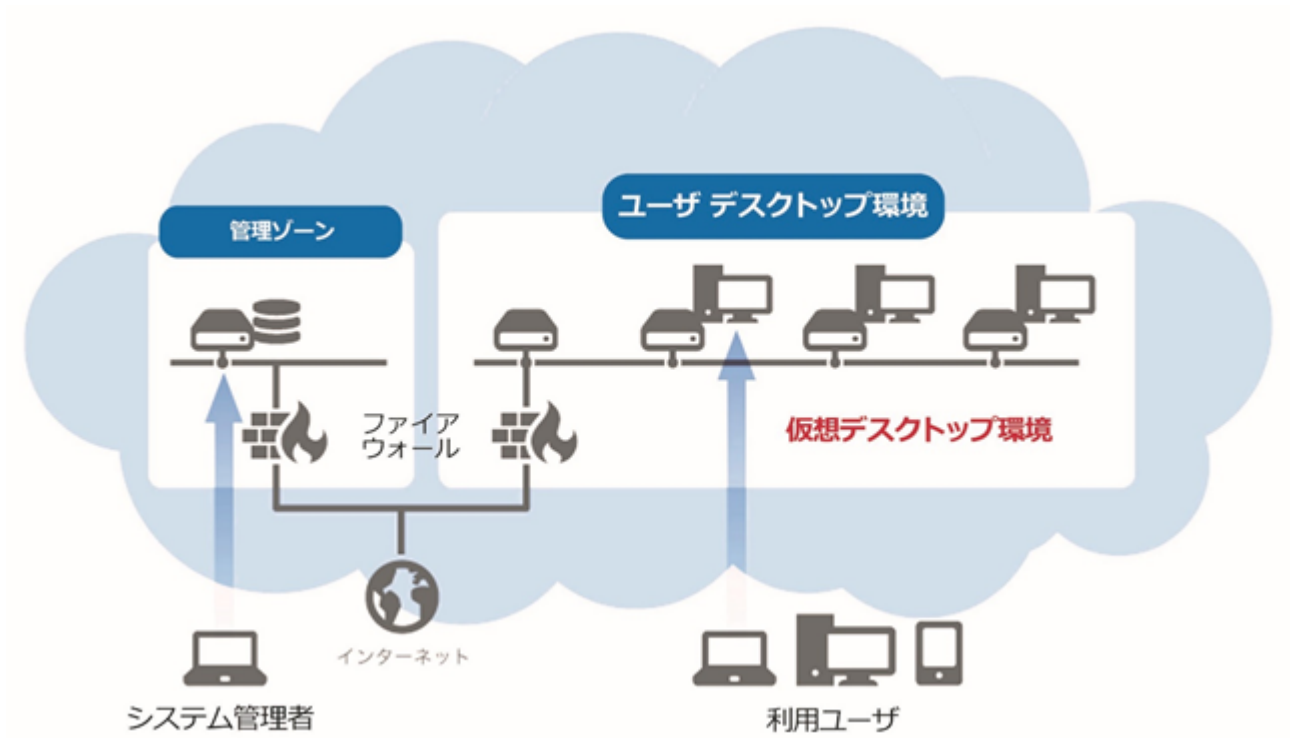 ユーザ デスクトップ環境
管理ゾーン
ファイア
ウォール
仮想デスクトップ環境
インターネット
システム管理者
利用ユーザ